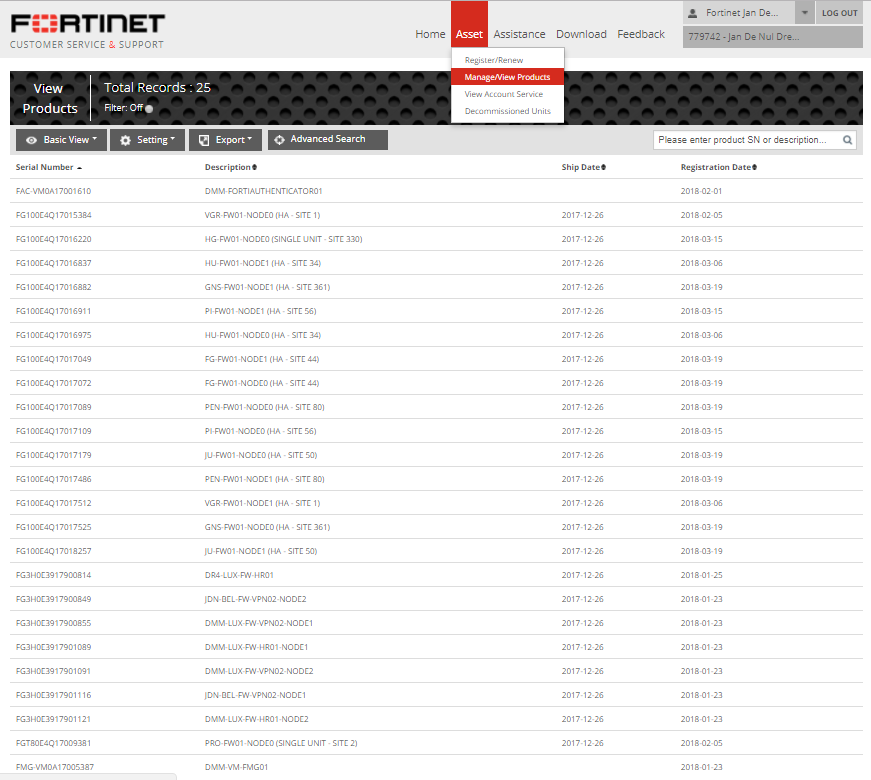 FORTINET
CUSTOMER SERVICE & SUPPORT
Home Asset Assistance Download Feedback
Fortinet Jan De... LOG OUT
779742 - Jan De Nul Dre...
Register/Renew
Manage/View Products
View Account Service
Decommissioned Units
View Products
Total Records : 25
Filter: Off
Basic View Setting Export Advanced Search Please enter product SN or description...
Serial Number Description Ship Date Registration Date
FAC-VM0A17001610 DMM-FORTIAUTHENTICATOR01 2018-02-01
FG100E4Q17015384 VGR-FW01-NODE0 (HA - SITE 1) 2017-12-26 2018-02-05
FG100E4Q17016220 HG-FW01-NODE0 (SINGLE UNIT - SITE 330) 2017-12-26 2018-03-15
FG100E4Q17016837 HU-FW01-NODE1 (HA - SITE 34) 2017-12-26 2018-03-06
FG100E4Q17016882 GNS-FW01-NODE1 (HA - SITE 361) 2017-12-26 2018-03-19
FG100E4Q17016911 PI-FW01-NODE1 (HA - SITE 56) 2017-12-26 2018-03-15
FG100E4Q17016975 HU-FW01-NODE0 (HA - SITE 34) 2017-12-26 2018-03-06
FG100E4Q17017049 FG-FW01-NODE1 (HA - SITE 44) 2017-12-26 2018-03-19
FG100E4Q17017072 FG-FW01-NODE0 (HA - SITE 44) 2017-12-26 2018-03-19
FG100E4Q17017089 PEN-FW01-NODE0 (HA - SITE 80) 2017-12-26 2018-03-19
FG100E4Q17017109 PI-FW01-NODE0 (HA - SITE 56) 2017-12-26 2018-03-15
FG100E4Q17017179 JU-FW01-NODE0 (HA - SITE 50) 2017-12-26 2018-03-19
FG100E4Q17017486 PEN-FW01-NODE1 (HA - SITE 80) 2017-12-26 2018-03-19
FG100E4Q17017512 VGR-FW01-NODE1 (HA - SITE 1) 2017-12-26 2018-03-06
FG100E4Q17017525 GNS-FW01-NODE0 (HA - SITE 361) 2017-12-26 2018-03-19
FG100E4Q17018257 JU-FW01-NODE1 (HA - SITE 50) 2017-12-26 2018-03-19
FG3H0E3917900814 DR4-LUX-FW-HR01 2017-12-26 2018-01-25
FG3H0E3917900849 JDN-BEL-FW-VPN02-NODE2 2017-12-26 2018-01-23
FG3H0E3917900855 DMM-LUX-FW-VPN02-NODE1 2017-12-26 2018-01-23
FG3H0E3917901089 DMM-LUX-FW-HR01-NODE1 2017-12-26 2018-01-23
FG3H0E3917901091 DMM-LUX-FW-VPN02-NODE2 2017-12-26 2018-01-23
FG3H0E3917901116 JDN-BEL-FW-VPN02-NODE1 2017-12-26 2018-01-23
FG3H0E3917901121 DMM-LUX-FW-HR01-NODE2 2017-12-26 2018-01-23
FGT80E4Q17009381 PRO-FW01-NODE0 (SINGLE UNIT - SITE 2) 2017-12-26 2018-02-05
FMG-VM0A17005387 DMM-VM-FMG01 2018-01-23